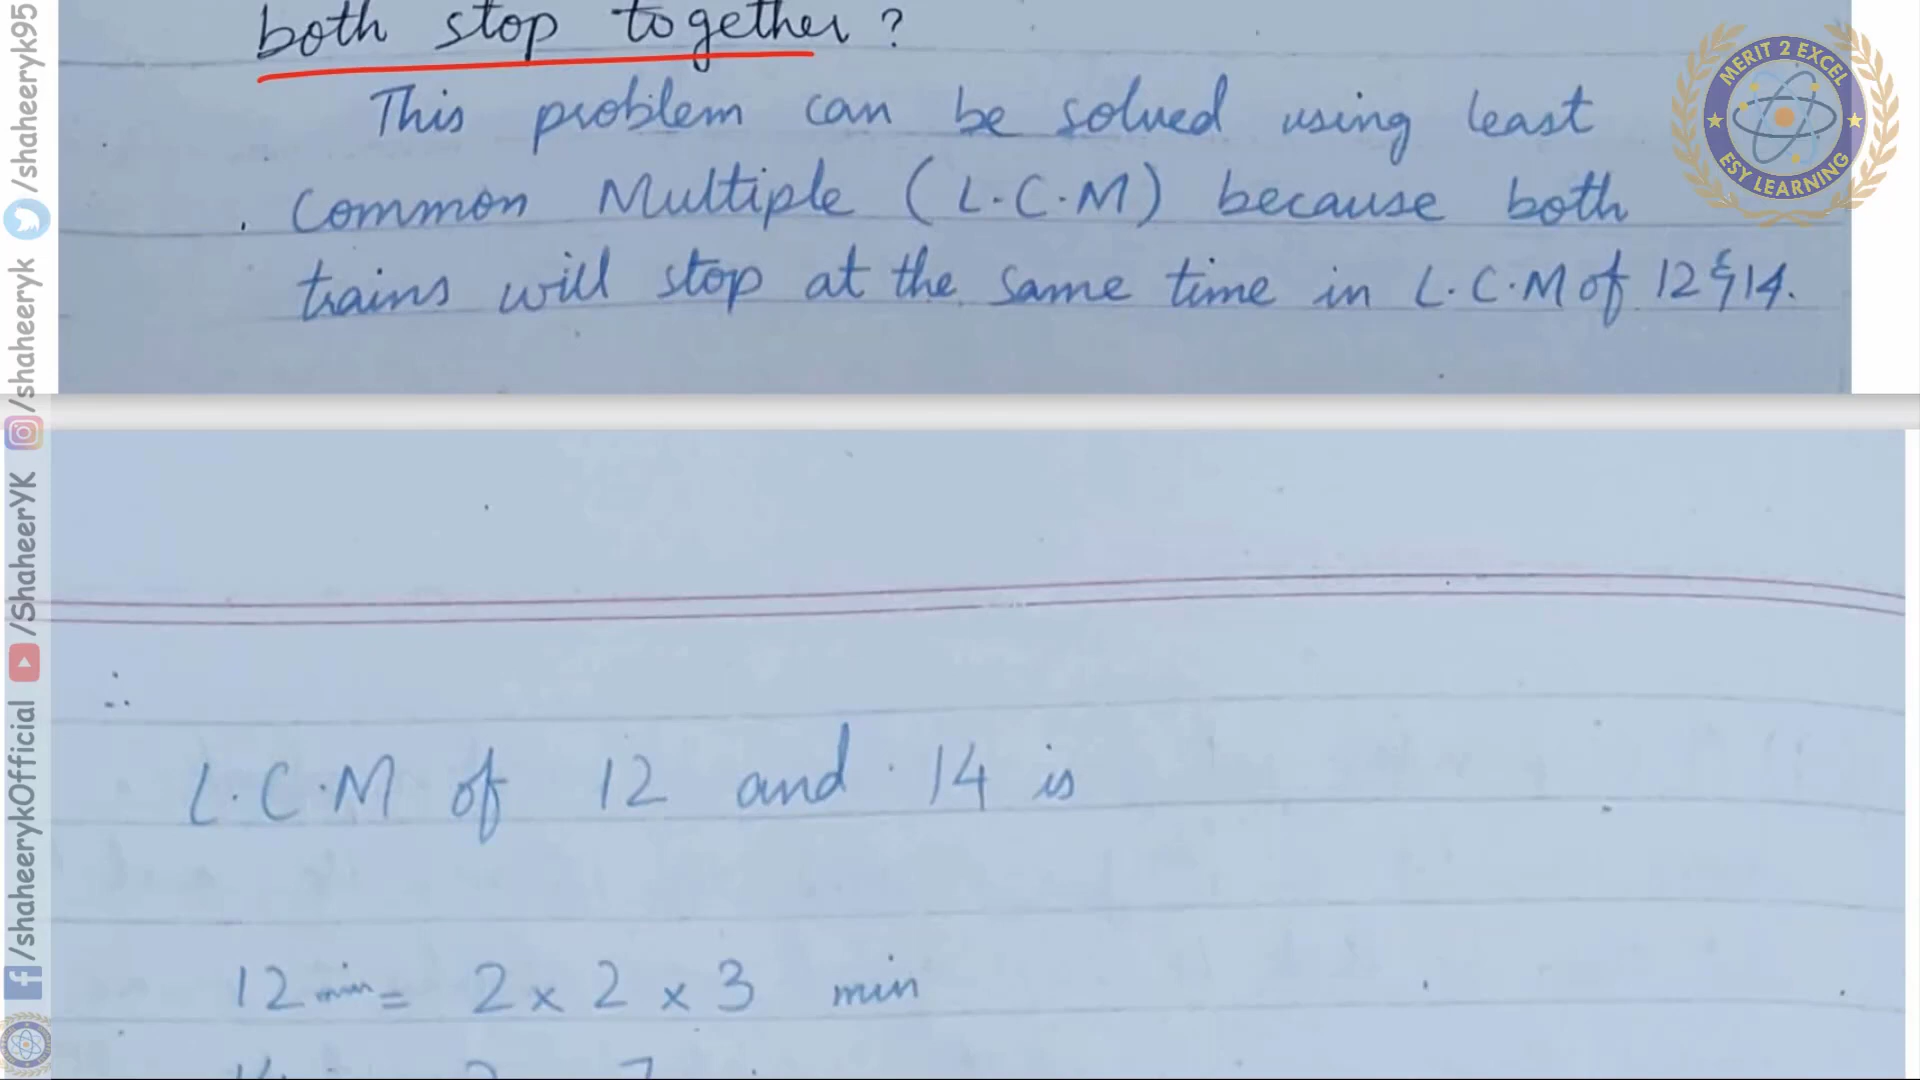 both stop together?
This problem can be solved using least
Common Multiple (L.C.M) because both
trains will stop at the same time in L.C.M of 12 & 14.
L.C.M of 12 and 14 is
12 min = 2 x 2 x 3 min
MERIT 2 EXCEL
ESY LEARNING
/shaheerykOfficial
/ShaheerYK
/shaheeryk
/shaheeryk95